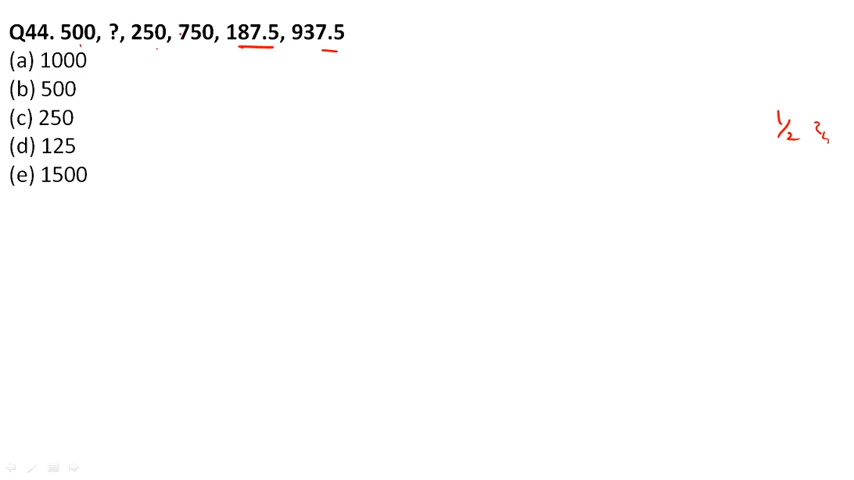 Q44. 500, ?, 250, 750, 187.5, 937.5
(a) 1000
(b) 500
(c) 250
(d) 125
(e) 1500
1/2